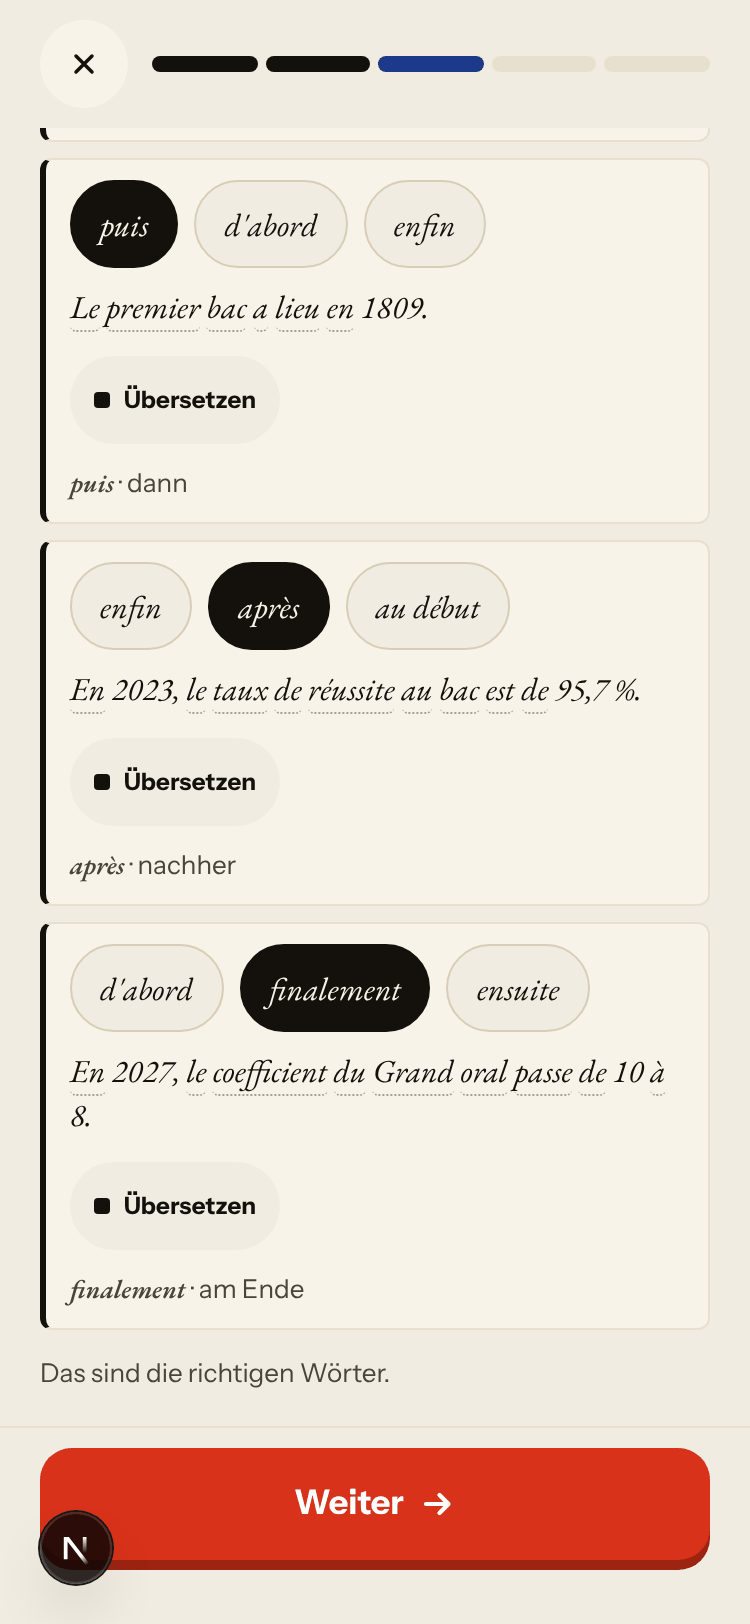 puis d'abord enfin
Le premier bac a lieu en 1809.
Übersetzen
puis · dann
enfin après au début
En 2023, le taux de réussite au bac est de 95,7 %.
Übersetzen
après · nachher
d'abord finalement ensuite
En 2027, le coefficient du Grand oral passe de 10 à
8.
Übersetzen
finalement · am Ende
Das sind die richtigen Wörter.
Weiter →
N